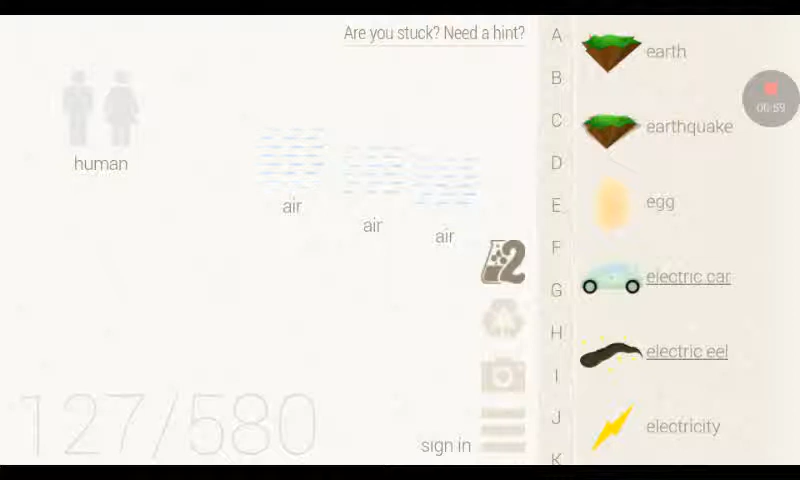 Are you stuck? Need a hint?
human
air
air
air
2
127/580
sign in
A
B
C
D
E
F
G
H
I
J
K
earth
earthquake
egg
electric car
electric eel
electricity
00:59